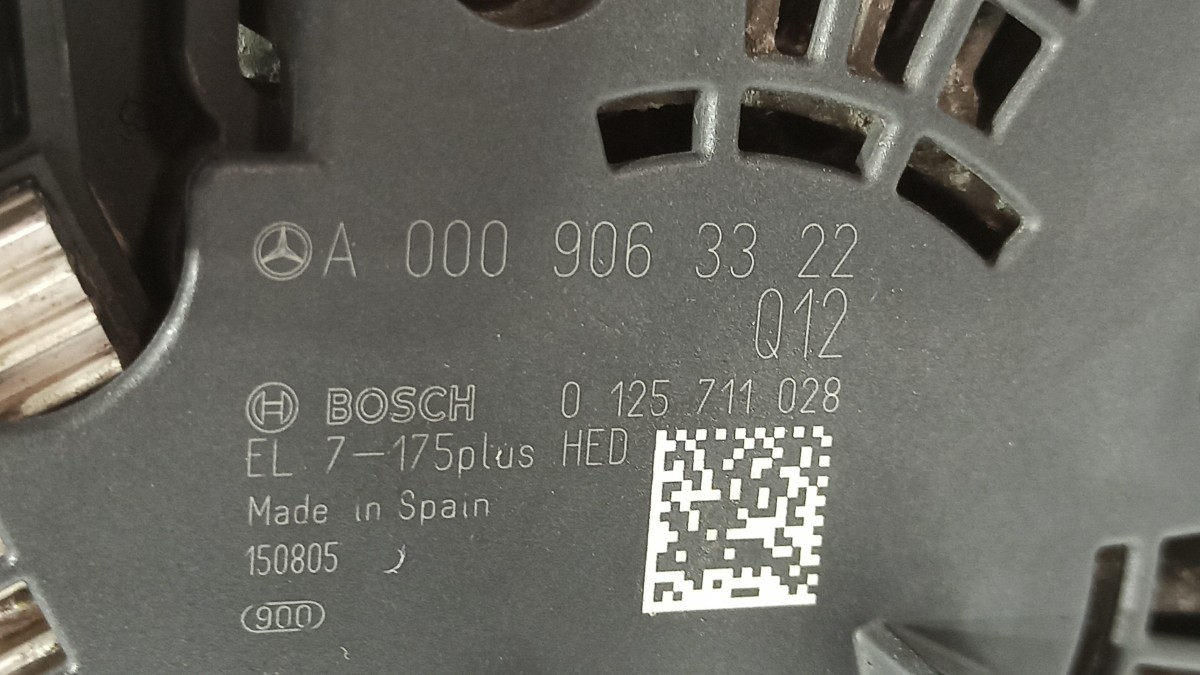 A 000 906 33 22
Q12
BOSCH 0 125 711 028
EL 7-175plus HED
Made in Spain
150805
900